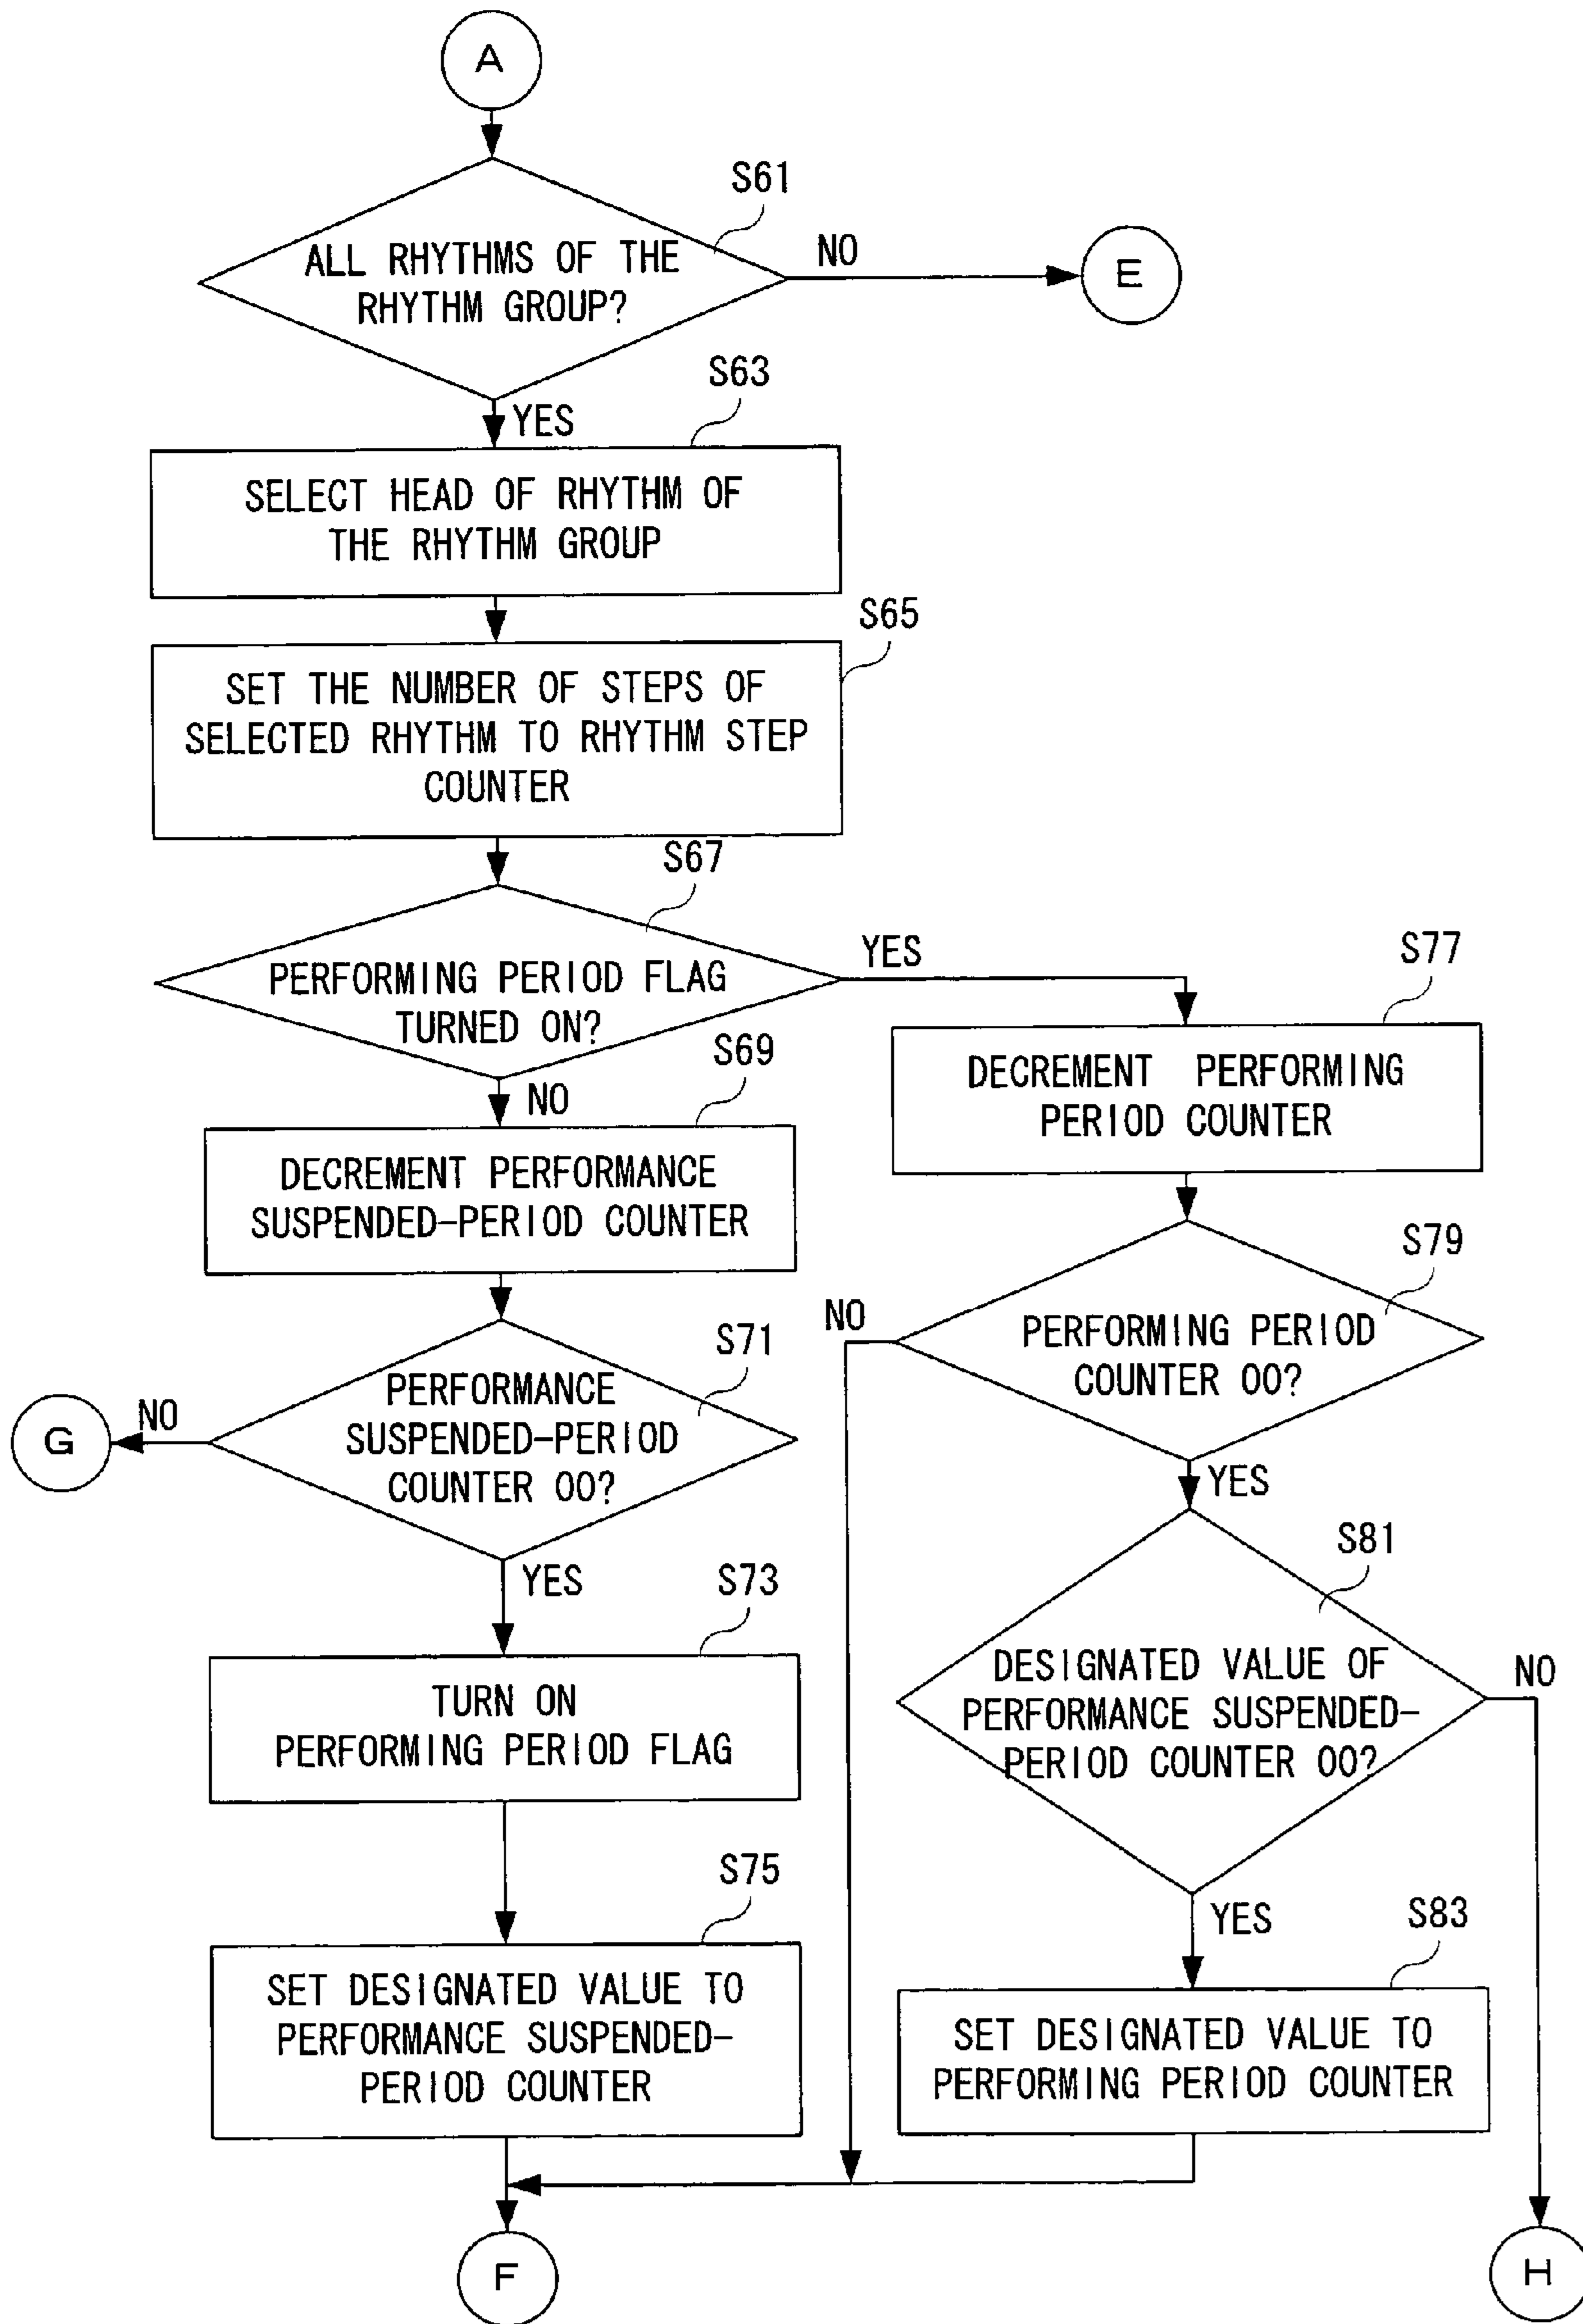 A
S61
ALL RHYTHMS OF THE
RHYTHM GROUP?
NO
E
YES
S63
SELECT HEAD OF RHYTHM OF
THE RHYTHM GROUP
S65
SET THE NUMBER OF STEPS OF
SELECTED RHYTHM TO RHYTHM STEP
COUNTER
S67
PERFORMING PERIOD FLAG
TURNED ON?
YES
NO
S69
DECREMENT PERFORMANCE
SUSPENDED-PERIOD COUNTER
S71
PERFORMANCE
SUSPENDED-PERIOD
COUNTER 00?
NO
G
YES
S73
TURN ON
PERFORMING PERIOD FLAG
S75
SET DESIGNATED VALUE TO
PERFORMANCE SUSPENDED-
PERIOD COUNTER
S77
DECREMENT PERFORMING
PERIOD COUNTER
S79
PERFORMING PERIOD
COUNTER 00?
NO
YES
S81
DESIGNATED VALUE OF
PERFORMANCE SUSPENDED-
PERIOD COUNTER 00?
NO
YES
S83
SET DESIGNATED VALUE TO
PERFORMING PERIOD COUNTER
F
H